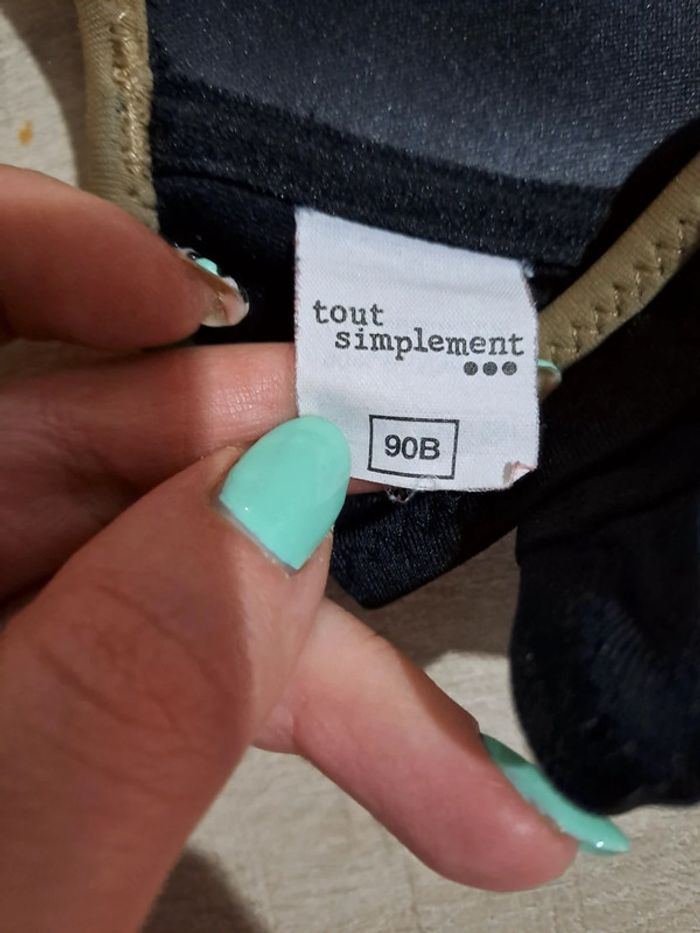 tout
simplement
●●●
90B